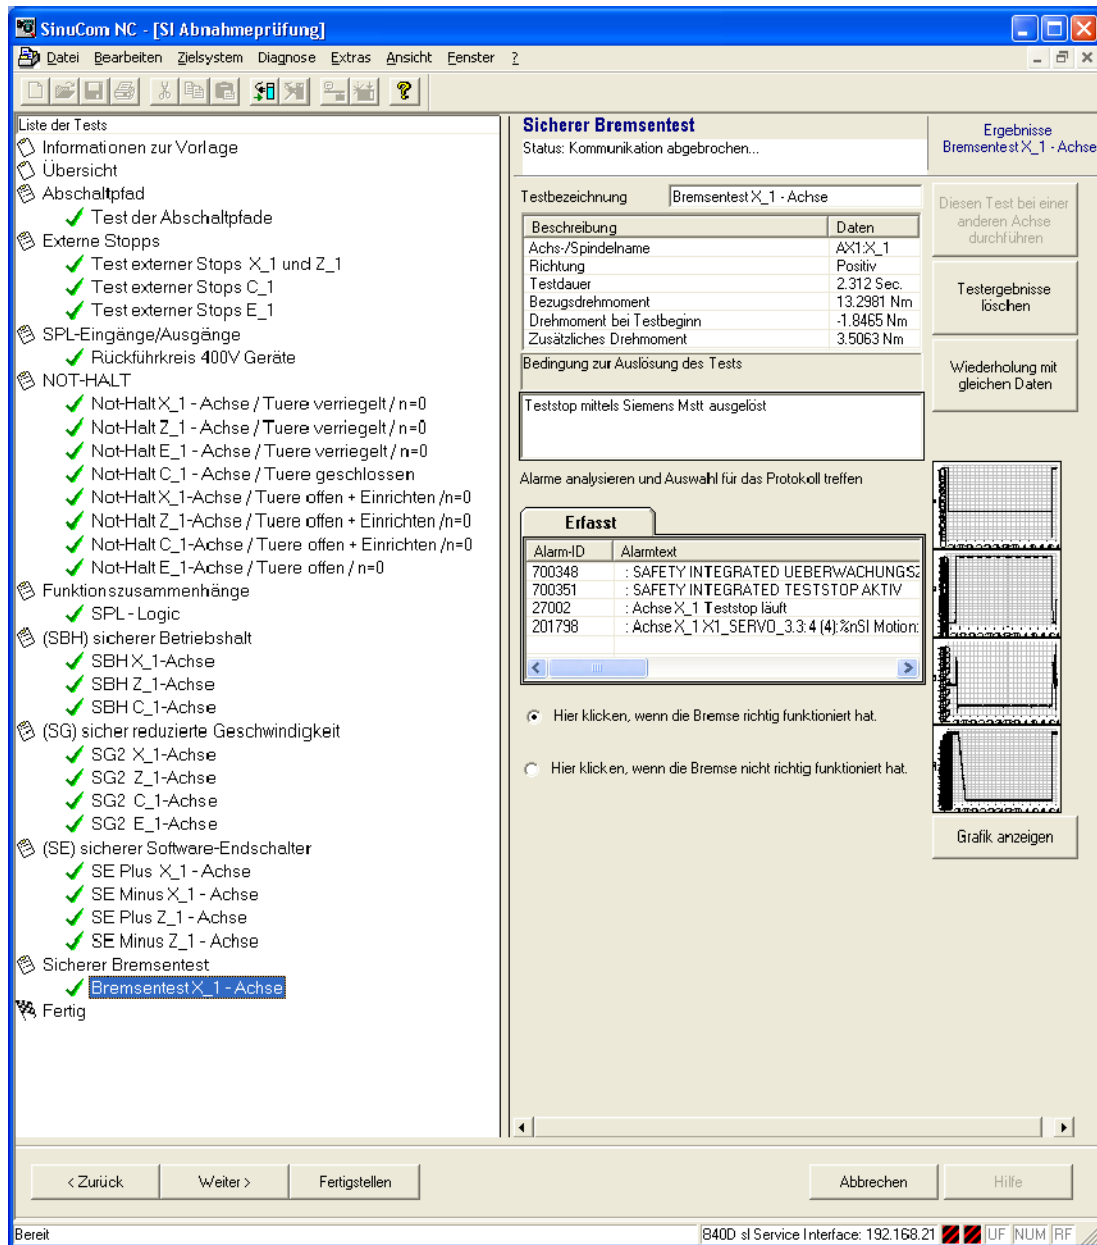 SinuCom NC - [SI Abnahmeprüfung]
Datei Bearbeiten Zielsystem Diagnose Extras Ansicht Fenster ?
Liste der Tests
Informationen zur Vorlage
Übersicht
Abschaltpfad
Test der Abschaltpfade
Externe Stopps
Test externer Stops X_1 und Z_1
Test externer Stops C_1
Test externer Stops E_1
SPL-Eingänge/Ausgänge
Rückführkreis 400V Geräte
NOT-HALT
Not-Halt X_1 - Achse / Tuere verriegelt / n=0
Not-Halt Z_1 - Achse / Tuere verriegelt / n=0
Not-Halt E_1 - Achse / Tuere verriegelt / n=0
Not-Halt C_1 - Achse / Tuere geschlossen
Not-Halt X_1-Achse / Tuere offen + Einrichten /n=0
Not-Halt Z_1-Achse / Tuere offen + Einrichten /n=0
Not-Halt C_1-Achse / Tuere offen + Einrichten /n=0
Not-Halt E_1-Achse / Tuere offen / n=0
Funktionszusammenhänge
SPL - Logic
(SBH) sicherer Betriebshalt
SBH X_1-Achse
SBH Z_1-Achse
SBH C_1-Achse
(SG) sicher reduzierte Geschwindigkeit
SG2 X_1-Achse
SG2 Z_1-Achse
SG2 C_1-Achse
SG2 E_1-Achse
(SE) sicherer Software-Endschalter
SE Plus X_1 - Achse
SE Minus X_1 - Achse
SE Plus Z_1 - Achse
SE Minus Z_1 - Achse
Sicherer Bremsentest
Bremsentest X_1 - Achse
Fertig
Sicherer Bremsentest
Status: Kommunikation abgebrochen...
Ergebnisse
Bremsentest X_1 - Achse
Testbezeichnung Bremsentest X_1 - Achse
Beschreibung Daten
Achs-/Spindelname AX1:X_1
Richtung Positiv
Testdauer 2.312 Sec.
Bezugsdrehmoment 13.2981 Nm
Drehmoment bei Testbeginn -1.8465 Nm
Zusätzliches Drehmoment 3.5063 Nm
Bedingung zur Auslösung des Tests
Teststop mittels Siemens Mstt ausgelöst
Alarme analysieren und Auswahl für das Protokoll treffen
Erfasst
Alarm-ID Alarmtext
700348 : SAFETY INTEGRATED UEBERWACHUNG:SZ
700351 : SAFETY INTEGRATED TESTSTOP AKTIV
27002 : Achse X_1 Teststop läuft
201798 : Achse X_1 X1_SERVO_3.3:4 (4):%nSI Motion:
Hier klicken, wenn die Bremse richtig funktioniert hat.
Hier klicken, wenn die Bremse nicht richtig funktioniert hat.
Diesen Test bei einer
anderen Achse
durchführen
Testergebnisse
löschen
Wiederholung mit
gleichen Daten
Grafik anzeigen
< Zurück Weiter > Fertigstellen Abbrechen Hilfe
Bereit 840D sl Service Interface: 192.168.21 UF NUM RF